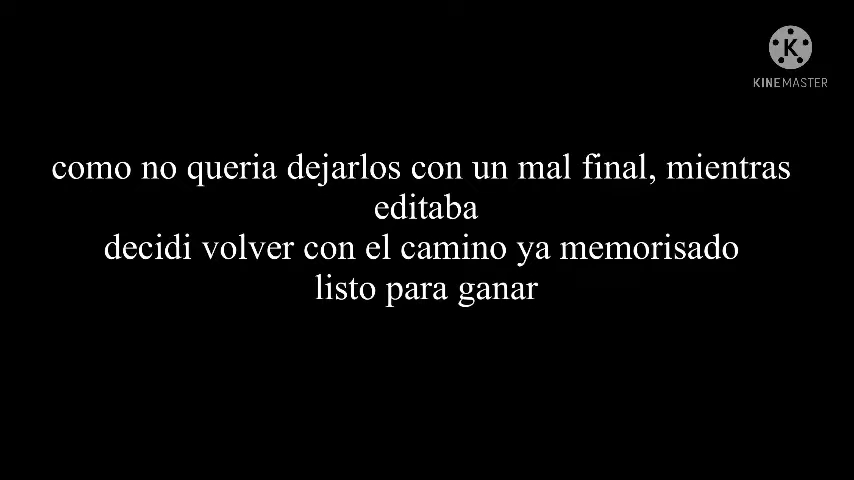 K
KINEMASTER
como no queria dejarlos con un mal final, mientras
editaba
decidi volver con el camino ya memorisado
listo para ganar